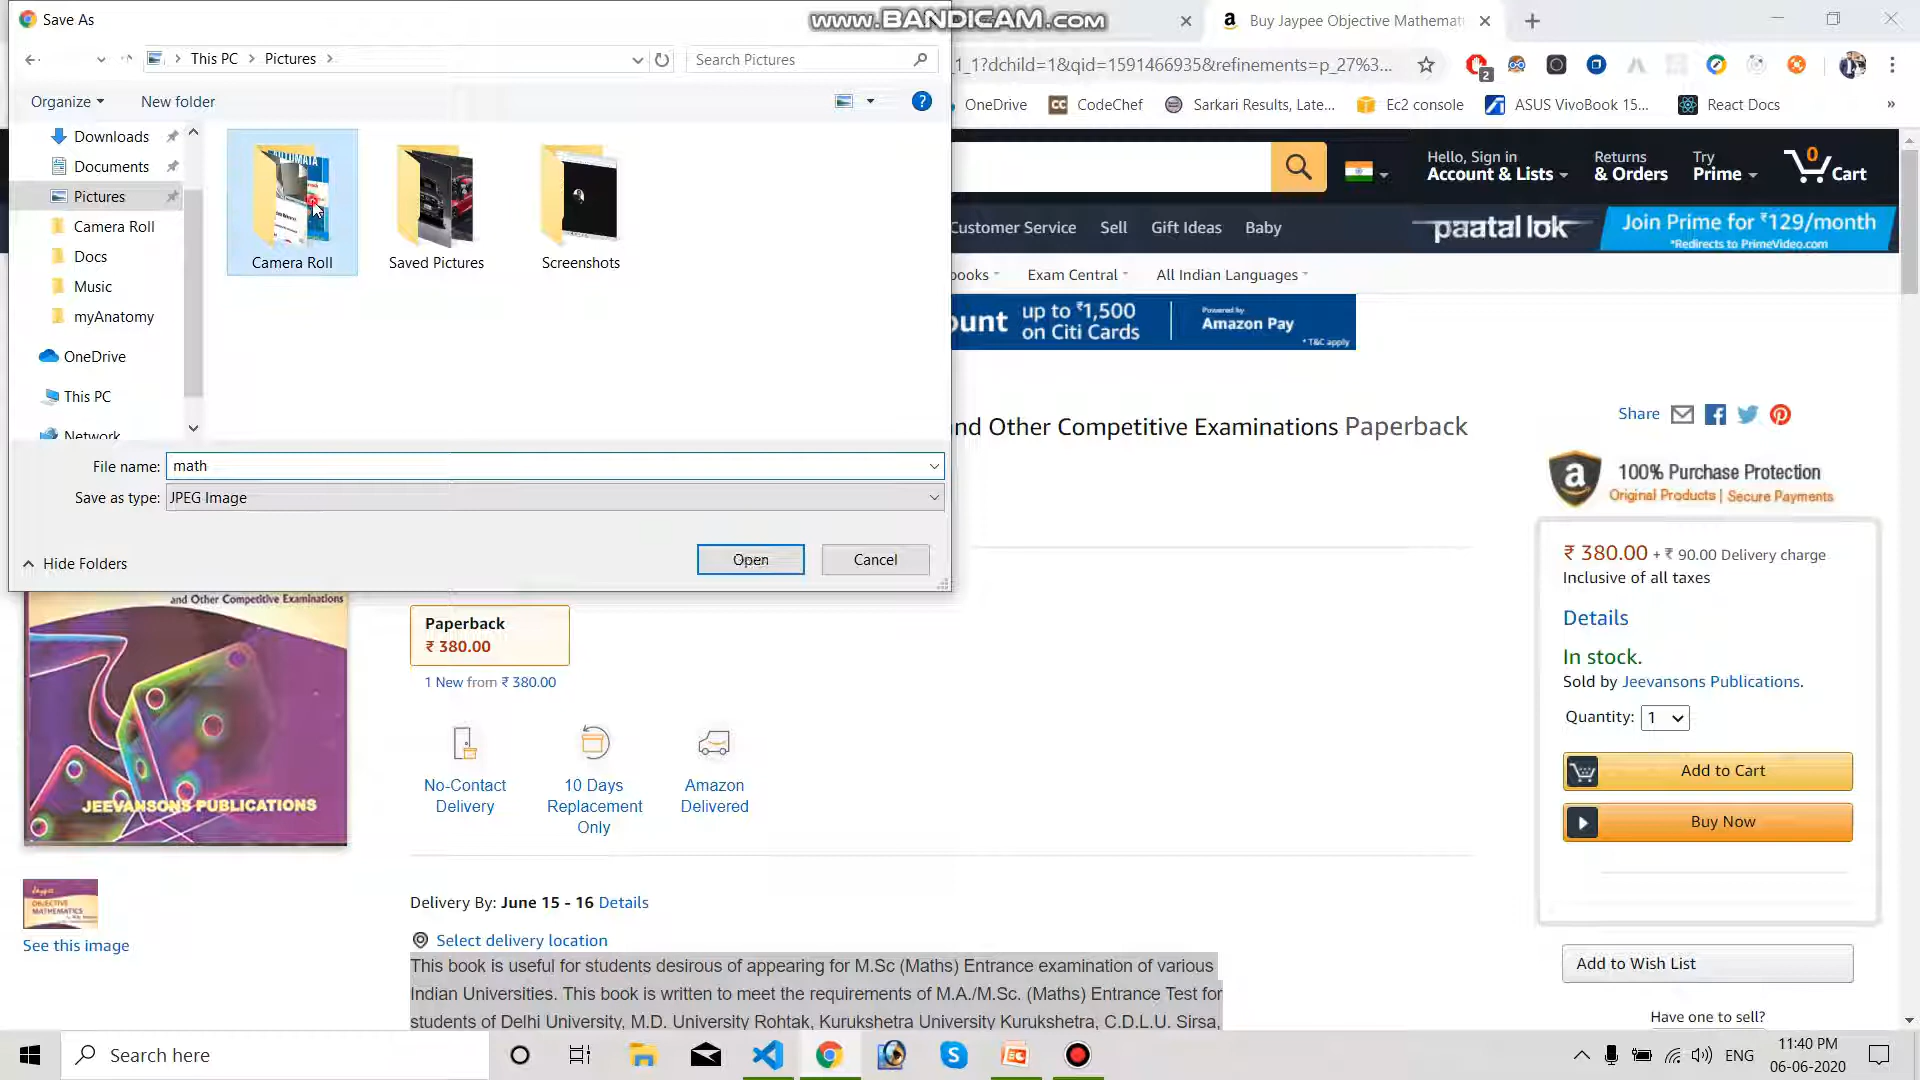 Save As
www.BANDICAM.com
Buy Jaypee Objective Mathemat
This PC
Pictures
Search Pictures
_1_1?dchild=1&qid=1591466935&refinements=p_27%3...
2
Organize
New folder
OneDrive
CodeChef
Sarkari Results, Late...
Ec2 console
ASUS VivoBook 15...
React Docs
»
Downloads
Documents
Pictures
Camera Roll
Docs
Music
myAnatomy
OneDrive
This PC
Network
AUTOMATA
Camera Roll
Saved Pictures
Screenshots
Hello, Sign in
Account & Lists
Returns
& Orders
Try
Prime
0
Cart
Customer Service
Sell
Gift Ideas
Baby
paatal lok
Join Prime for ₹129/month
*Redirects to PrimeVideo.com
books
Exam Central
All Indian Languages
ount
up to ₹1,500
on Citi Cards
Powered by
Amazon Pay
* T&C apply
nd Other Competitive Examinations Paperback
Share
File name:
math
Save as type:
JPEG Image
Open
Cancel
Hide Folders
100% Purchase Protection
Original Products | Secure Payments
₹ 380.00 + ₹ 90.00 Delivery charge
Inclusive of all taxes
Details
In stock.
Sold by Jeevansons Publications.
Quantity: 1
Add to Cart
Buy Now
Add to Wish List
Have one to sell?
and Other Competitive Examinations
JEEVANSONS PUBLICATIONS
Jaypee
OBJECTIVE
MATHEMATICS
See this image
Paperback
₹ 380.00
1 New from ₹ 380.00
No-Contact
Delivery
10 Days
Replacement
Only
Amazon
Delivered
Delivery By: June 15 - 16 Details
Select delivery location
This book is useful for students desirous of appearing for M.Sc (Maths) Entrance examination of various
Indian Universities. This book is written to meet the requirements of M.A./M.Sc. (Maths) Entrance Test for
students of Delhi University, M.D. University Rohtak, Kurukshetra University Kurukshetra, C.D.L.U. Sirsa,
Search here
ENG
11:40 PM
06-06-2020